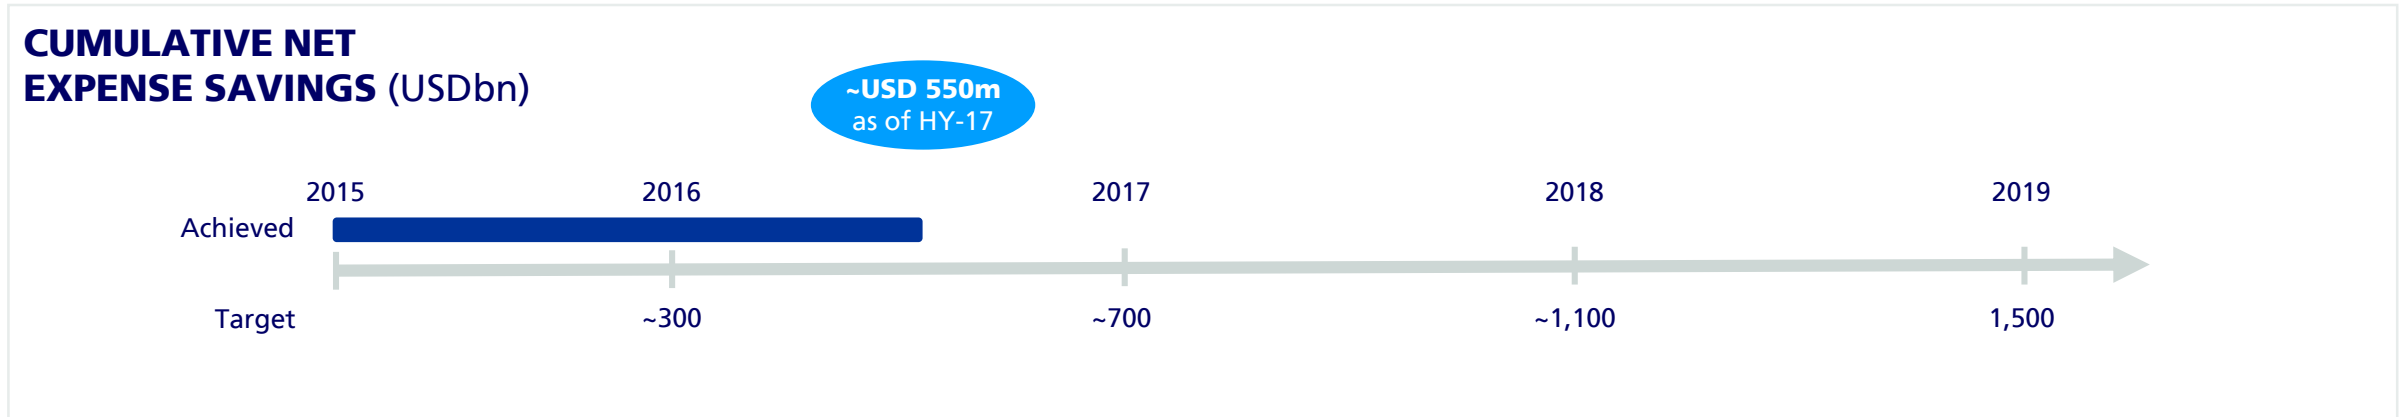 CUMULATIVE NET
EXPENSE SAVINGS (USDbn)
~USD 550m
as of HY-17
2015 2016 2017 2018 2019
Achieved
Target ~300 ~700 ~1,100 1,500